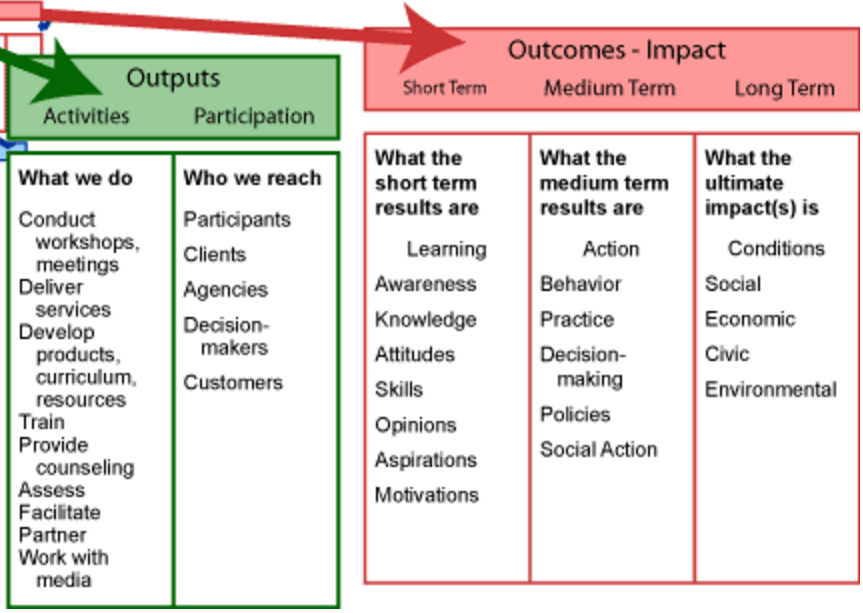 Outputs
Activities Participation
What we do
Conduct
workshops,
meetings
Deliver
services
Develop
products,
curriculum,
resources
Train
Provide
counseling
Assess
Facilitate
Partner
Work with
media
Who we reach
Participants
Clients
Agencies
Decision-
makers
Customers
Outcomes - Impact
Short Term Medium Term Long Term
What the
short term
results are
Learning
Awareness
Knowledge
Attitudes
Skills
Opinions
Aspirations
Motivations
What the
medium term
results are
Action
Behavior
Practice
Decision-
making
Policies
Social Action
What the
ultimate
impact(s) is
Conditions
Social
Economic
Civic
Environmental